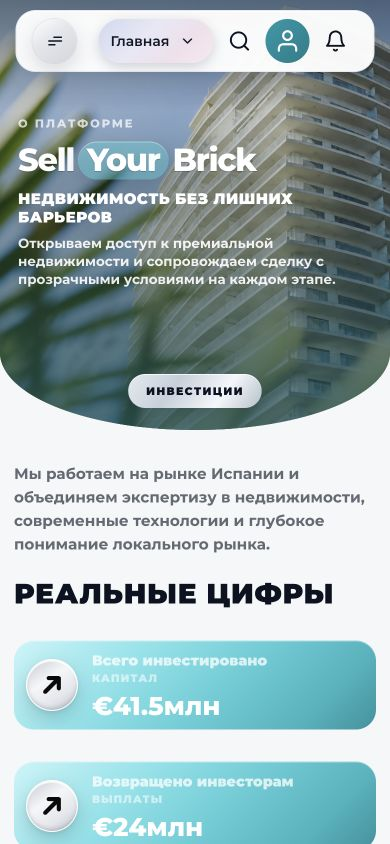 Главная
О ПЛАТФОРМЕ
Sell Your Brick
НЕДВИЖИМОСТЬ БЕЗ ЛИШНИХ
БАРЬЕРОВ
Открываем доступ к премиальной
недвижимости и сопровождаем сделку с
прозрачными условиями на каждом этапе.
ИНВЕСТИЦИИ
Мы работаем на рынке Испании и
объединяем экспертизу в недвижимости,
современные технологии и глубокое
понимание локального рынка.
РЕАЛЬНЫЕ ЦИФРЫ
Всего инвестировано
КАПИТАЛ
€41.5млн
Возвращено инвесторам
ВЫПЛАТЫ
€24млн